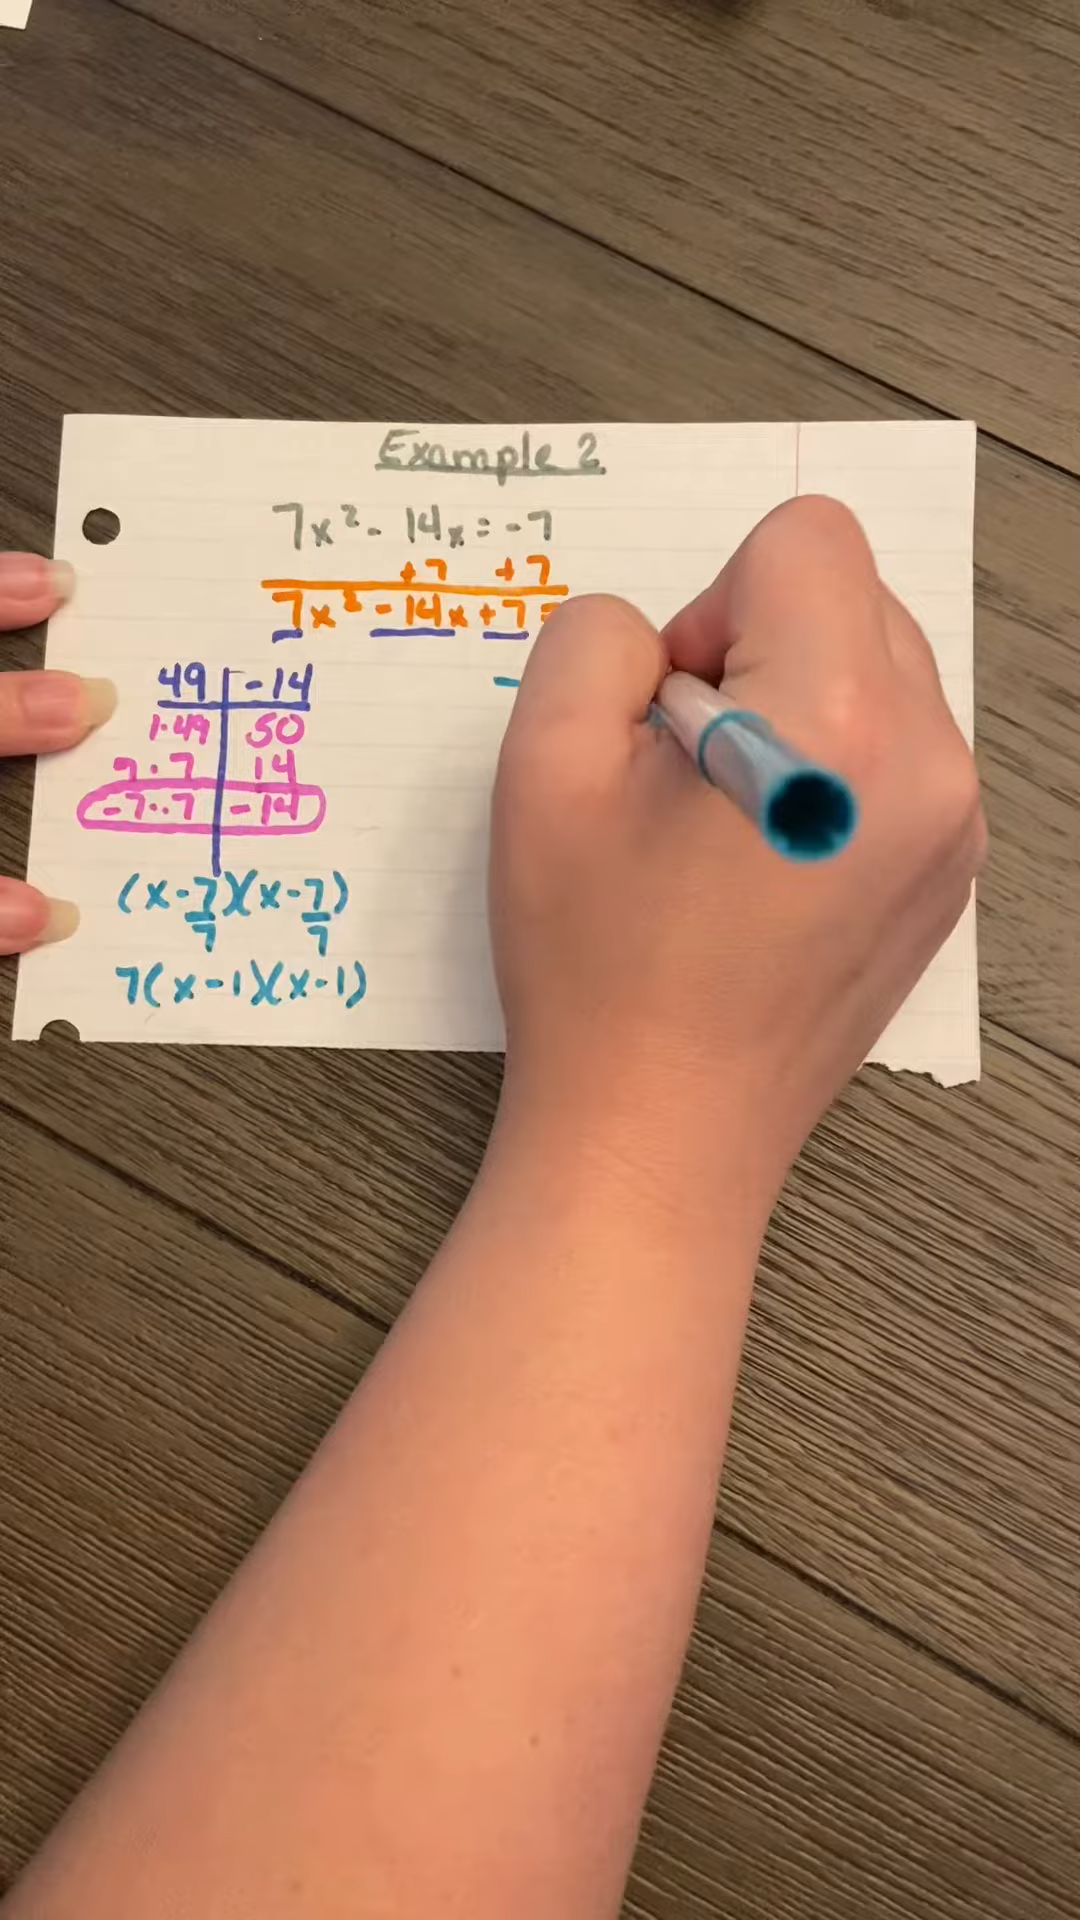 Example 2
7x² - 14x = -7
+7 +7
7x² - 14x + 7 =
49 | -14
1·49 | 50
7·7 | 14
-7·-7 | -14
(x - 7/7)(x - 7/7)
7(x - 1)(x - 1)